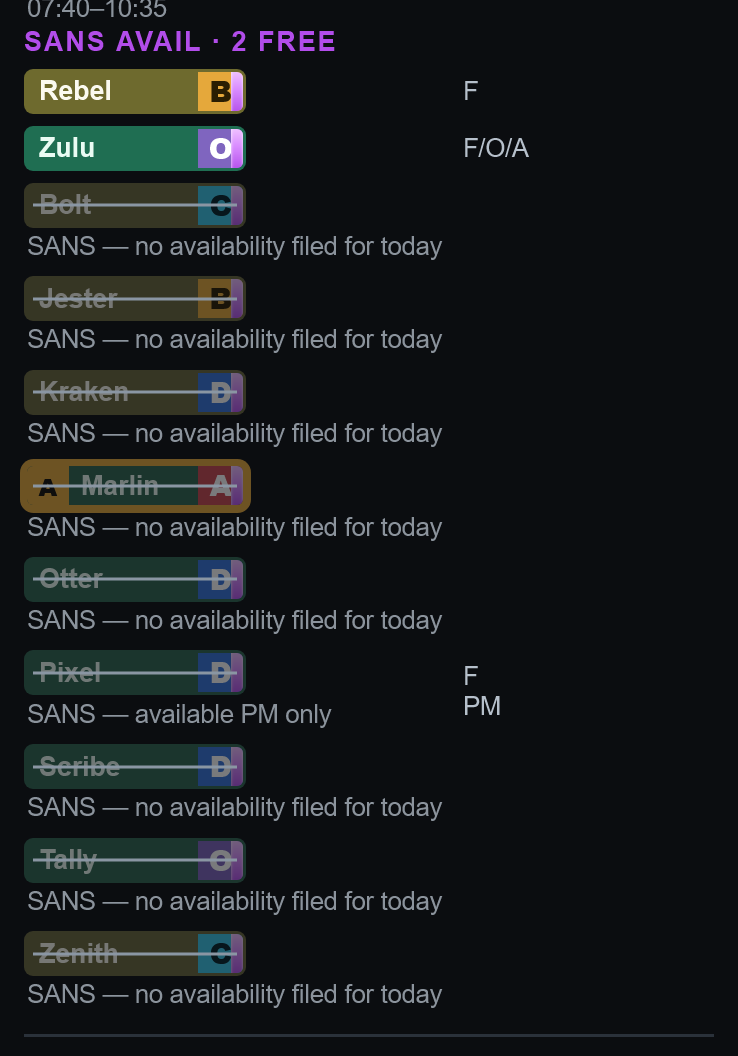 07:40–10:35
SANS AVAIL · 2 FREE
Rebel B F
Zulu O F/O/A
Bolt C
SANS — no availability filed for today
Jester B
SANS — no availability filed for today
Kraken D
SANS — no availability filed for today
A Marlin A
SANS — no availability filed for today
Otter D
SANS — no availability filed for today
Pixel D F
SANS — available PM only PM
Scribe D
SANS — no availability filed for today
Tally O
SANS — no availability filed for today
Zenith C
SANS — no availability filed for today